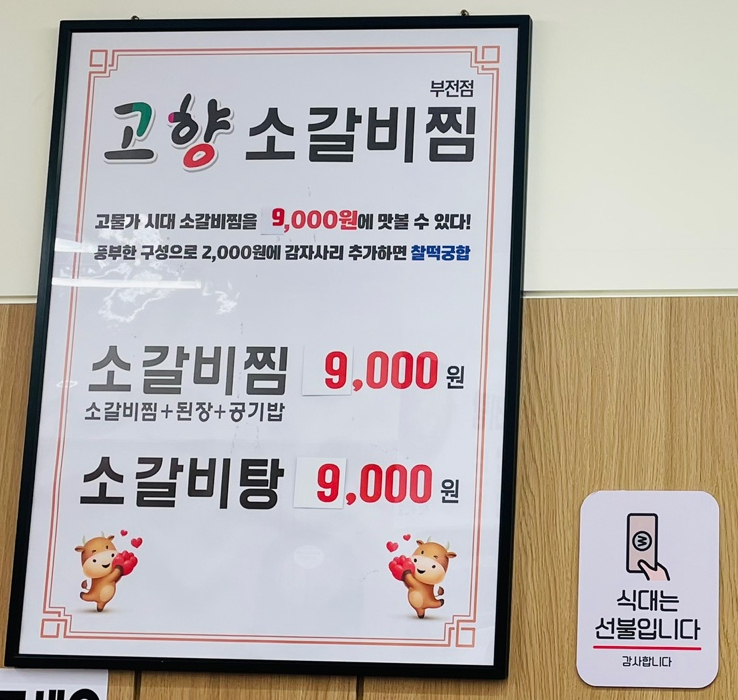 부전점
고향 소갈비찜
고물가 시대 소갈비찜을 9,000원에 맛볼 수 있다!
풍부한 구성으로 2,000원에 감자사리 추가하면 찰떡궁합
소갈비찜 9,000원
소갈비찜+된장+공기밥
소갈비탕 9,000원
₩
식대는
선불입니다
감사합니다